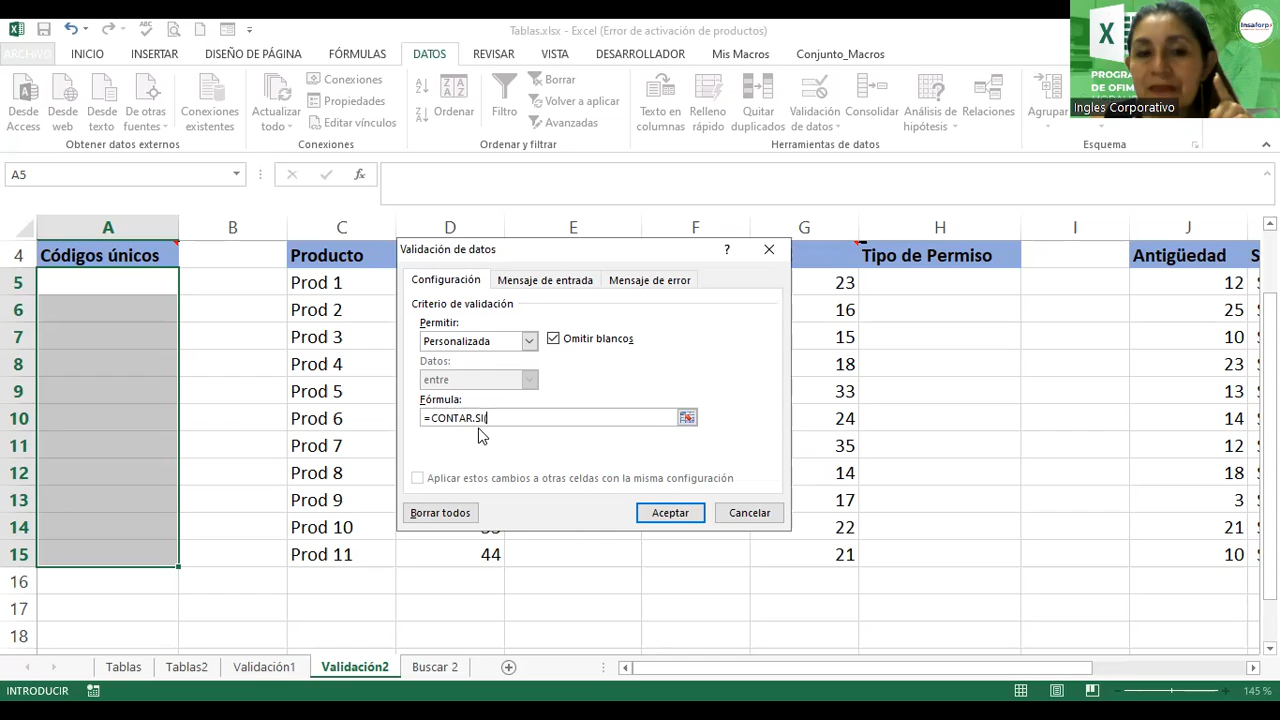 Tablas.xlsx - Excel (Error de activación de productos)
ARCHIVO INICIO INSERTAR DISEÑO DE PÁGINA FÓRMULAS DATOS REVISAR VISTA DESARROLLADOR Mis Macros Conjunto_Macros
Desde Access
Desde web
Desde texto
De otras fuentes
Conexiones existentes
Actualizar todo
Conexiones
Propiedades
Editar vínculos
Ordenar
Filtro
Borrar
Volver a aplicar
Avanzadas
Texto en columnas
Relleno rápido
Quitar duplicados
Validación de datos
Consolidar
Análisis de hipótesis
Relaciones
Agrupar
Obtener datos externos Conexiones Ordenar y filtrar Herramientas de datos Esquema
Insaforp
PROGRA
DE OFIM
Ingles Corporativo
A5
fx
A B C D E F G H I J
4 Códigos únicos Producto Tipo de Permiso Antigüedad S
5 Prod 1 23 12
6 Prod 2 16 25
7 Prod 3 15 10
8 Prod 4 18 23
9 Prod 5 33 13
10 Prod 6 24 14
11 Prod 7 35 12
12 Prod 8 14 18
13 Prod 9 17 3
14 Prod 10 22 21
15 Prod 11 44 21 10
16
17
18
Validación de datos ?
Configuración Mensaje de entrada Mensaje de error
Criterio de validación
Permitir:
Personalizada Omitir blancos
Datos:
entre
Fórmula:
=CONTAR.SI(
Aplicar estos cambios a otras celdas con la misma configuración
Borrar todos Aceptar Cancelar
Tablas Tablas2 Validación1 Validación2 Buscar 2
INTRODUCIR 145 %